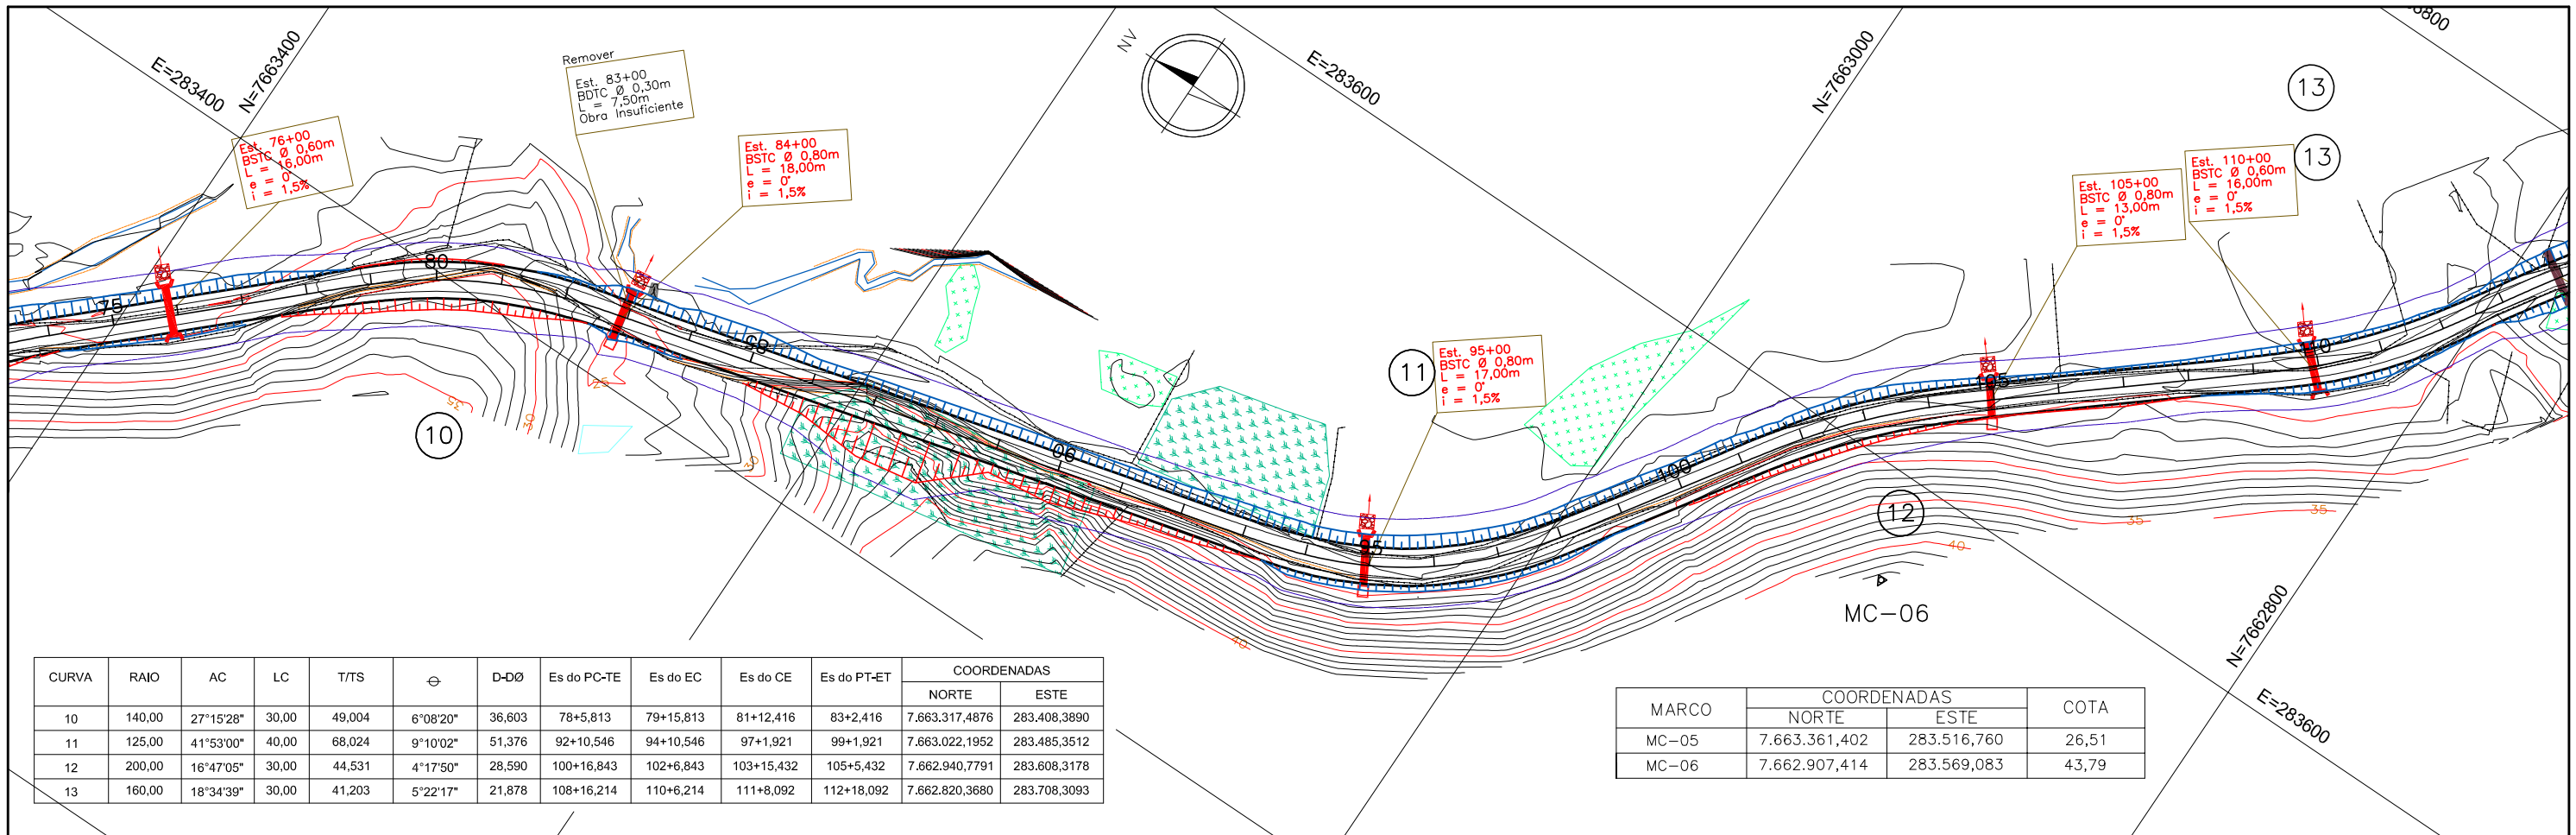 E=283400
N=7663400
Remover
Est. 83+00
BDTC Ø 0,30m
L = 7,50m
Obra Insuficiente
NV
E=283600
N=7663000
13
Est. 76+00
BSTC Ø 0,60m
L = 16,00m
e = 0°
i = 1,5%
Est. 84+00
BSTC Ø 0,80m
L = 18,00m
e = 0°
i = 1,5%
13
Est. 105+00
BSTC Ø 0,80m
L = 13,00m
e = 0°
i = 1,5%
Est. 110+00
BSTC Ø 0,60m
L = 16,00m
e = 0°
i = 1,5%
75
80
85
90
95
100
105
110
11
Est. 95+00
BSTC Ø 0,80m
L = 17,00m
e = 0°
i = 1,5%
35
30
25
30
10
12
40
40
35
35
MC-06
N=7662800
E=283600
CURVA RAIO AC LC T/TS ⌀ D-DØ Es do PC-TE Es do EC Es do CE Es do PT-ET COORDENADAS
NORTE ESTE
10 140,00 27°15'28" 30,00 49,004 6°08'20" 36,603 78+5,813 79+15,813 81+12,416 83+2,416 7.663.317,4876 283.408,3890
11 125,00 41°53'00" 40,00 68,024 9°10'02" 51,376 92+10,546 94+10,546 97+1,921 99+1,921 7.663.022,1952 283.485,3512
12 200,00 16°47'05" 30,00 44,531 4°17'50" 28,590 100+16,843 102+6,843 103+15,432 105+5,432 7.662.940,7791 283.608,3178
13 160,00 18°34'39" 30,00 41,203 5°22'17" 21,878 108+16,214 110+6,214 111+8,092 112+18,092 7.662.820,3680 283.708,3093
MARCO COORDENADAS COTA
NORTE ESTE
MC-05 7.663.361,402 283.516,760 26,51
MC-06 7.662.907,414 283.569,083 43,79